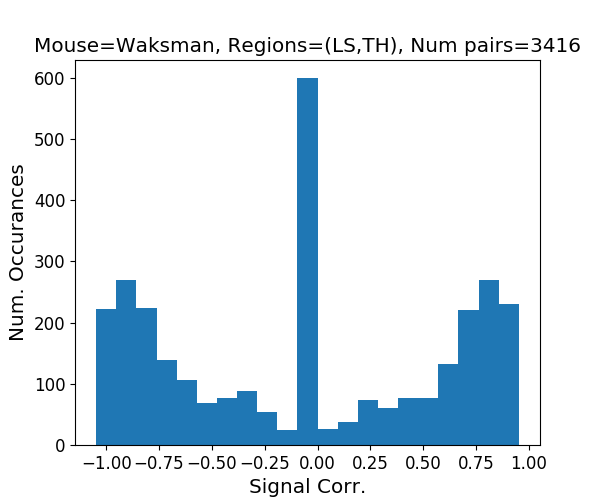 Mouse=Waksman, Regions=(LS,TH), Num pairs=3416
600
500
400
300
200
100
0
Num. Occurances
−1.00 −0.75 −0.50 −0.25 0.00 0.25 0.50 0.75 1.00
Signal Corr.